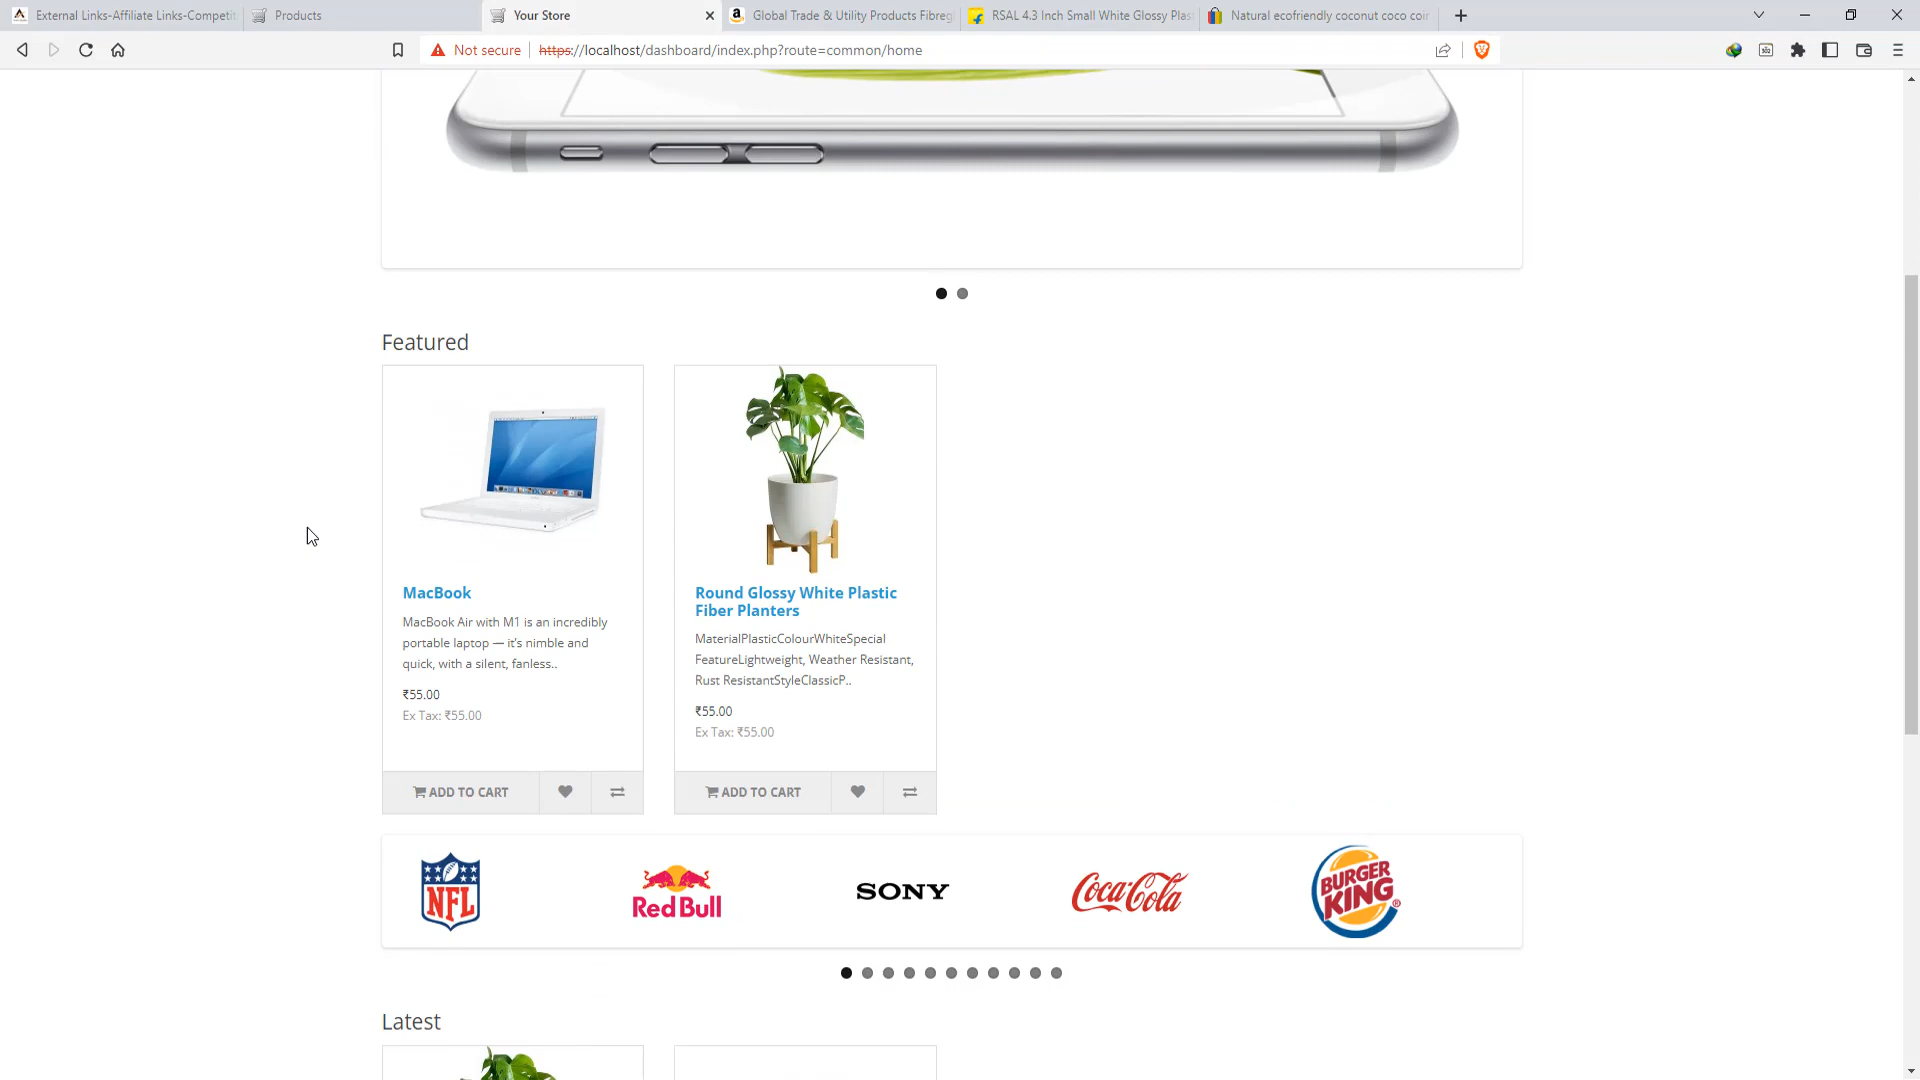 External Links-Affiliate Links-Competit
Products
Your Store
Global Trade & Utility Products Fibreg
RSAL 4.3 Inch Small White Glossy Plas
Natural ecofriendly coconut coco coir
Not secure
https://localhost/dashboard/index.php?route=common/home
Featured
MacBook
MacBook Air with M1 is an incredibly
portable laptop — it's nimble and
quick, with a silent, fanless..
₹55.00
Ex Tax: ₹55.00
ADD TO CART
Round Glossy White Plastic
Fiber Planters
MaterialPlasticColourWhiteSpecial
FeatureLightweight, Weather Resistant,
Rust ResistantStyleClassicP..
₹55.00
Ex Tax: ₹55.00
ADD TO CART
NFL
Red Bull
SONY
Coca-Cola
BURGER
KING
Latest